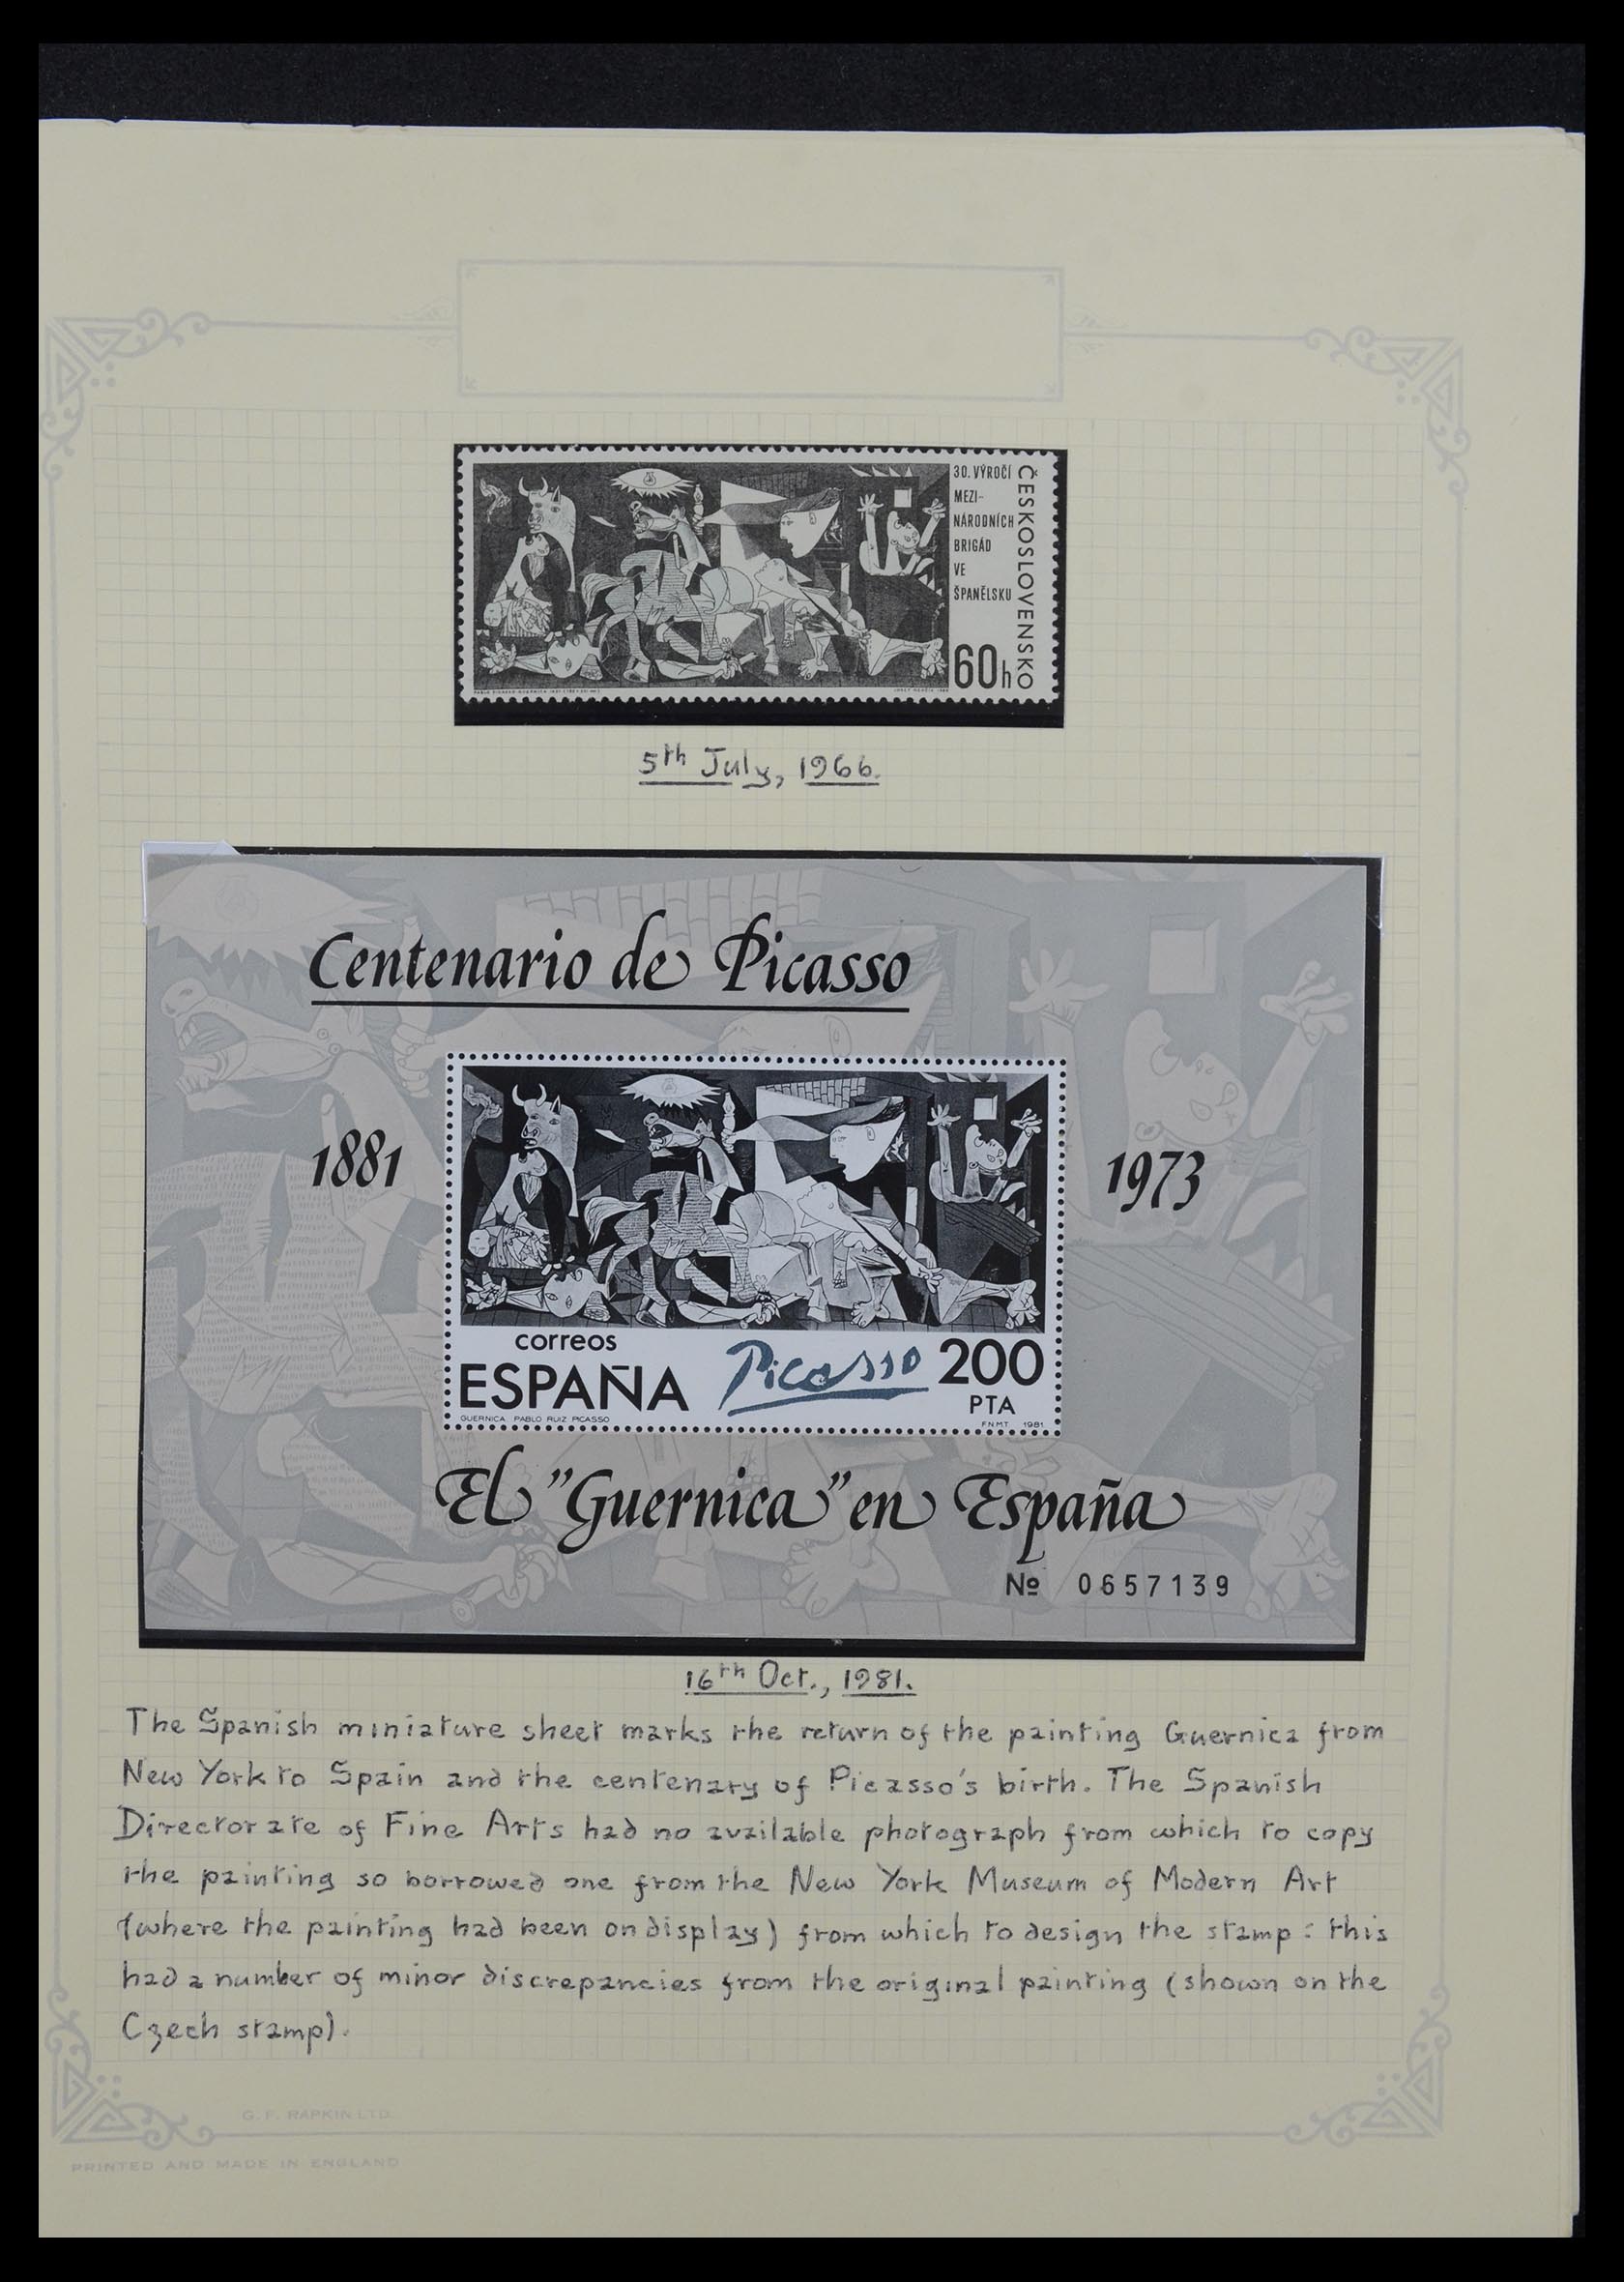 30. VÝROČÍ
MEZI-
NÁRODNÍCH
BRIGÁD
VE
ŠPANĚLSKU
ČESKOSLOVENSKO
60h
5th July, 1966.
Centenario de Picasso
1881
1973
correos
ESPAÑA
Picasso
200
PTA
GUERNICA PABLO RUIZ PICASSO
F.N.M.T. 1981
El "Guernica" en España
Nº 0657139
16th Oct., 1981.
The Spanish miniature sheet marks the return of the painting Guernica from
New York to Spain and the centenary of Picasso's birth. The Spanish
Directorate of Fine Arts had no available photograph from which to copy
the painting so borrowed one from the New York Museum of Modern Art
(where the painting had been on display) from which to design the stamp: this
had a number of minor discrepancies from the original painting (shown on the
Czech stamp).
G. F. RAPKIN LTD.
PRINTED AND MADE IN ENGLAND